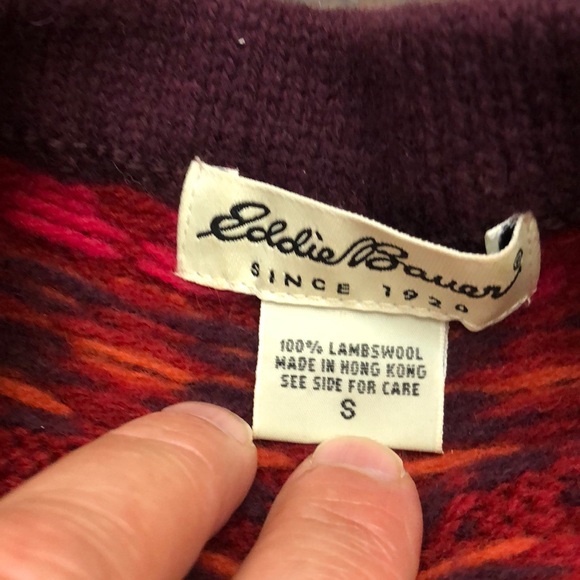 Eddie Bauer®
SINCE 1920
100% LAMBSWOOL
MADE IN HONG KONG
SEE SIDE FOR CARE
S